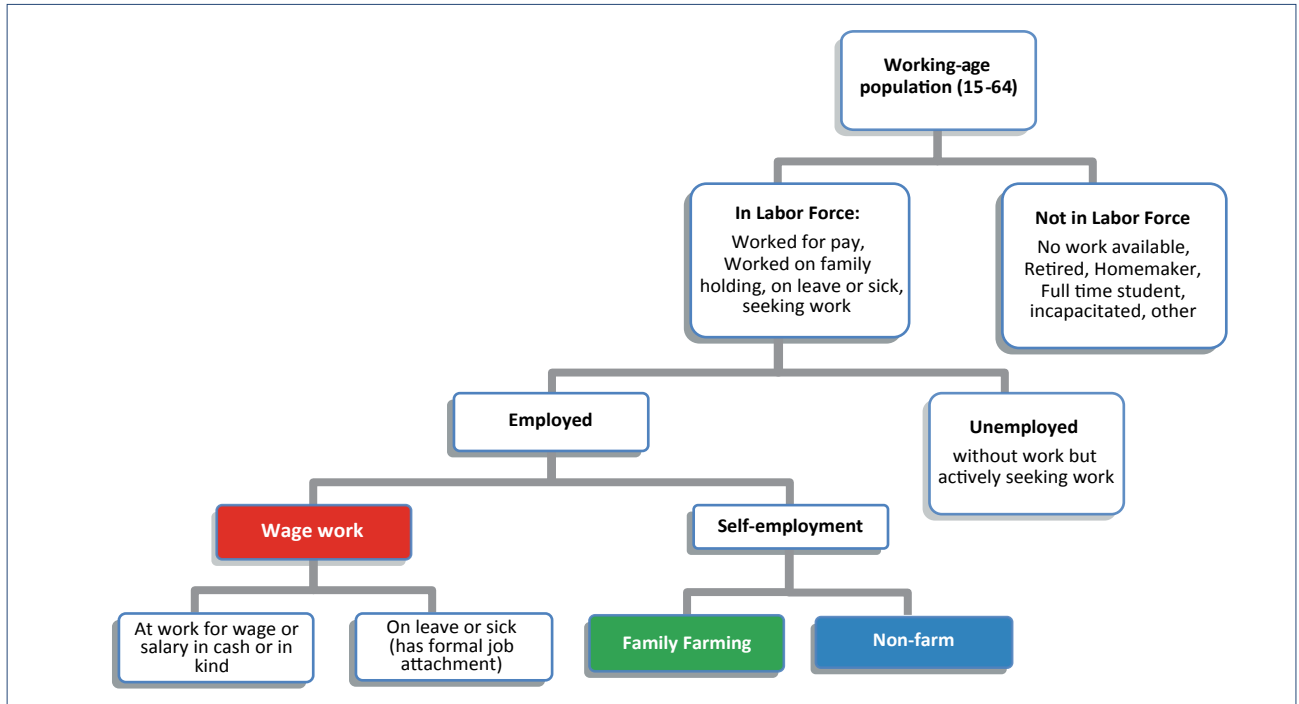 Working-age
population (15-64)
In Labor Force:
Worked for pay,
Worked on family
holding, on leave or sick,
seeking work
Not in Labor Force
No work available,
Retired, Homemaker,
Full time student,
incapacitated, other
Employed
Unemployed
without work but
actively seeking work
Wage work
Self-employment
At work for wage or
salary in cash or in
kind
On leave or sick
(has formal job
attachment)
Family Farming
Non-farm